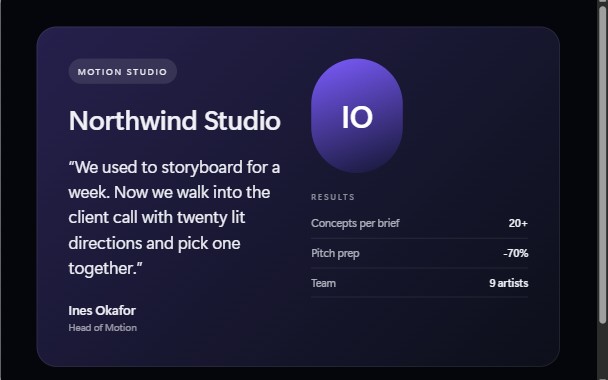 MOTION STUDIO
Northwind Studio
"We used to storyboard for a
week. Now we walk into the
client call with twenty lit
directions and pick one
together."
Ines Okafor
Head of Motion
IO
RESULTS
Concepts per brief 20+
Pitch prep -70%
Team 9 artists